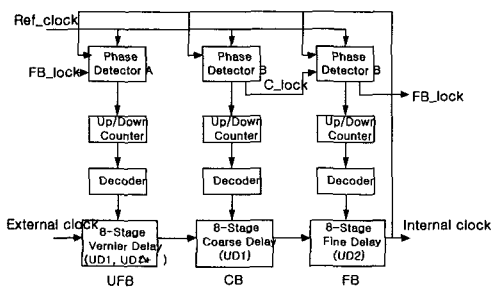 Ref_clock
Phase Detector A
Phase Detector B
Phase Detector B
FB_lock
C_lock
FB_lock
Up/Down Counter
Up/Down Counter
Up/Down Counter
Decoder
Decoder
Decoder
External clock
8-Stage Vernier Delay (UD1, UD1+ )
8-Stage Coarse Delay (UD1)
8-Stage Fine Delay (UD2)
Internal clock
UFB
CB
FB